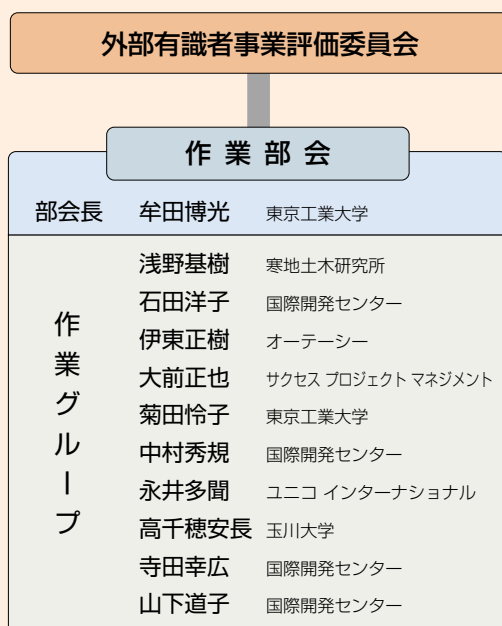 外部有識者事業評価委員会
作業部会
部会長 牟田博光 東京工業大学
作業グループ
浅野基樹 寒地土木研究所
石田洋子 国際開発センター
伊東正樹 オーテーシー
大前正也 サクセス プロジェクト マネジメント
菊田怜子 東京工業大学
中村秀規 国際開発センター
永井多聞 ユニコ インターナショナル
高千穂安長 玉川大学
寺田幸広 国際開発センター
山下道子 国際開発センター